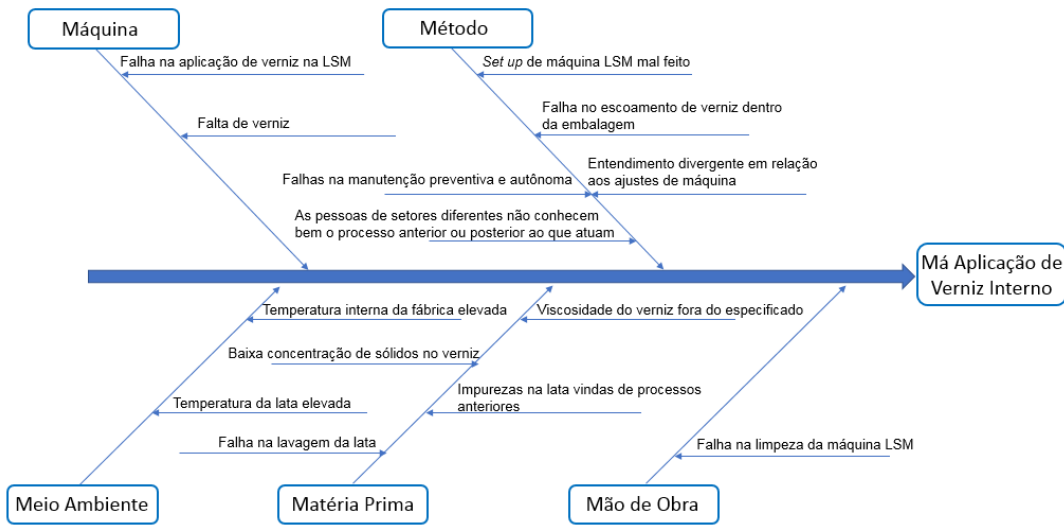 Máquina
Método
Falha na aplicação de verniz na LSM
Set up de máquina LSM mal feito
Falta de verniz
Falha no escoamento de verniz dentro
da embalagem
Falhas na manutenção preventiva e autônoma
Entendimento divergente em relação
aos ajustes de máquina
As pessoas de setores diferentes não conhecem
bem o processo anterior ou posterior ao que atuam
Má Aplicação de
Verniz Interno
Temperatura interna da fábrica elevada
Viscosidade do verniz fora do especificado
Baixa concentração de sólidos no verniz
Impurezas na lata vindas de processos
anteriores
Temperatura da lata elevada
Falha na lavagem da lata
Falha na limpeza da máquina LSM
Meio Ambiente
Matéria Prima
Mão de Obra